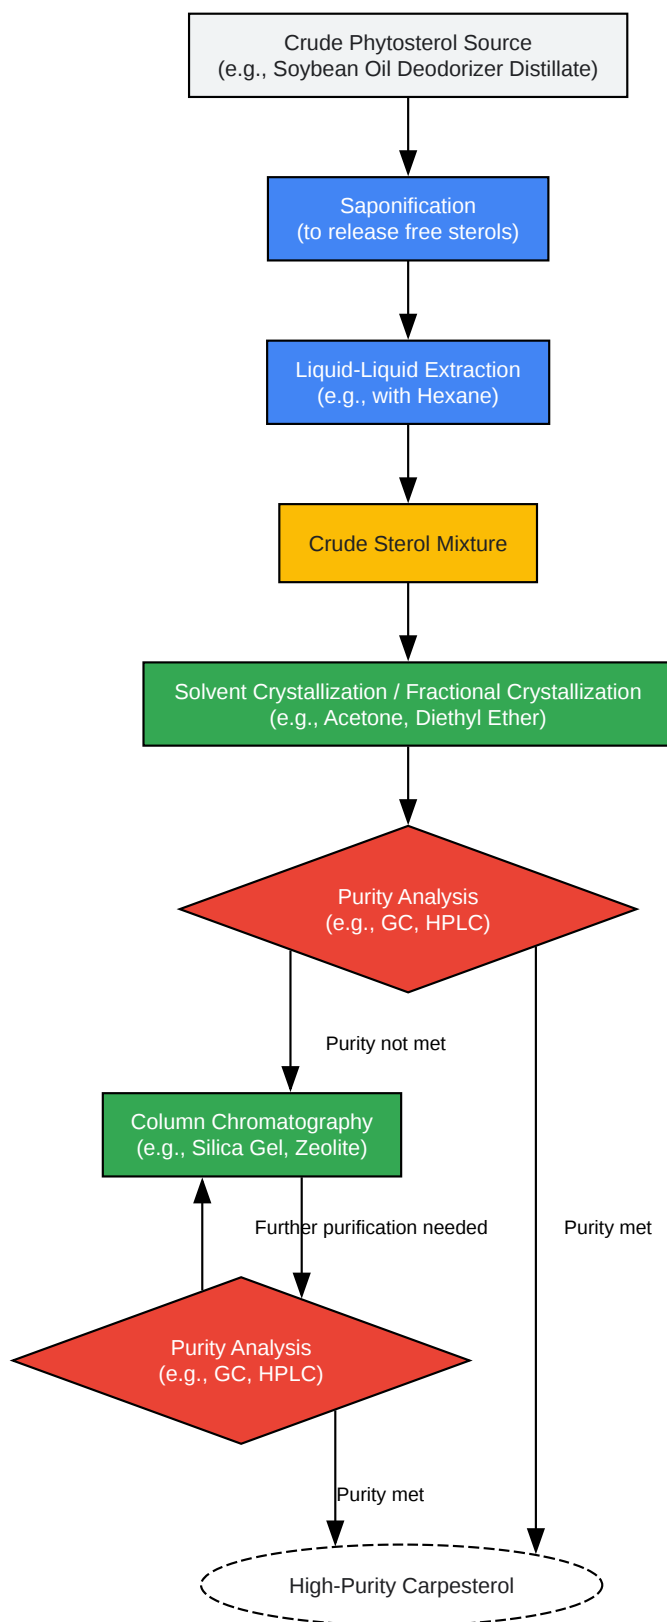 Crude Phytosterol Source
(e.g., Soybean Oil Deodorizer Distillate)
Saponification
(to release free sterols)
Liquid-Liquid Extraction
(e.g., with Hexane)
Crude Sterol Mixture
Solvent Crystallization / Fractional Crystallization
(e.g., Acetone, Diethyl Ether)
Purity Analysis
(e.g., GC, HPLC)
Purity not met
Column Chromatography
(e.g., Silica Gel, Zeolite)
Further purification needed
Purity met
Purity Analysis
(e.g., GC, HPLC)
Purity met
High-Purity Carpesterol